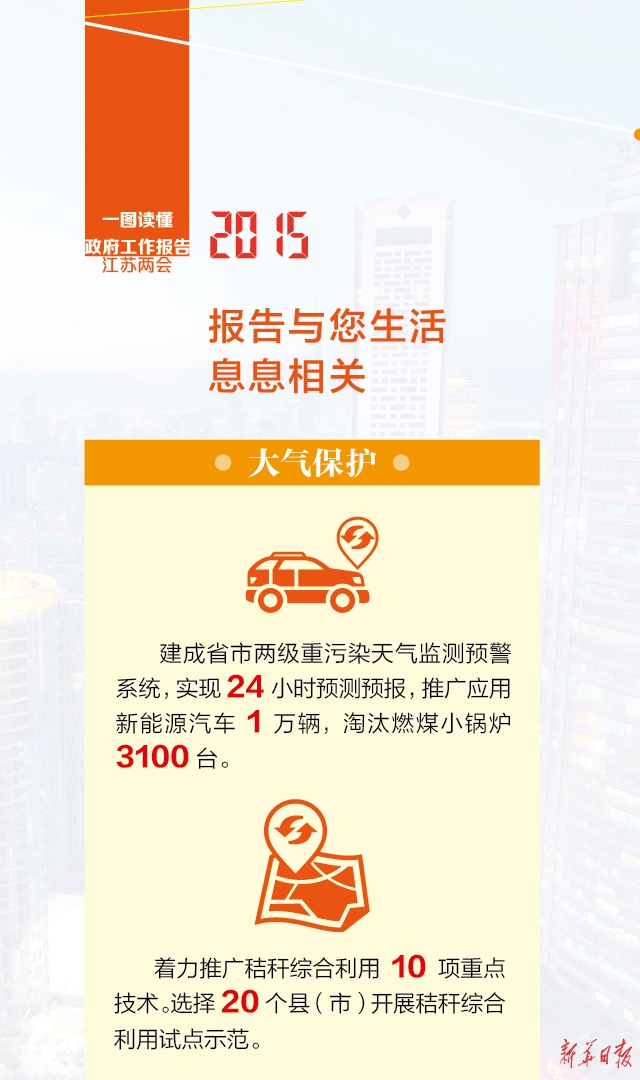 一图读懂
政府工作报告
江苏两会
2015
报告与您生活
息息相关
大气保护
建成省市两级重污染天气监测预警
系统，实现 24 小时预测预报，推广应用
新能源汽车 1 万辆，淘汰燃煤小锅炉
3100 台。
着力推广秸秆综合利用 10 项重点
技术。选择 20 个县（市）开展秸秆综合
利用试点示范。
新华日报